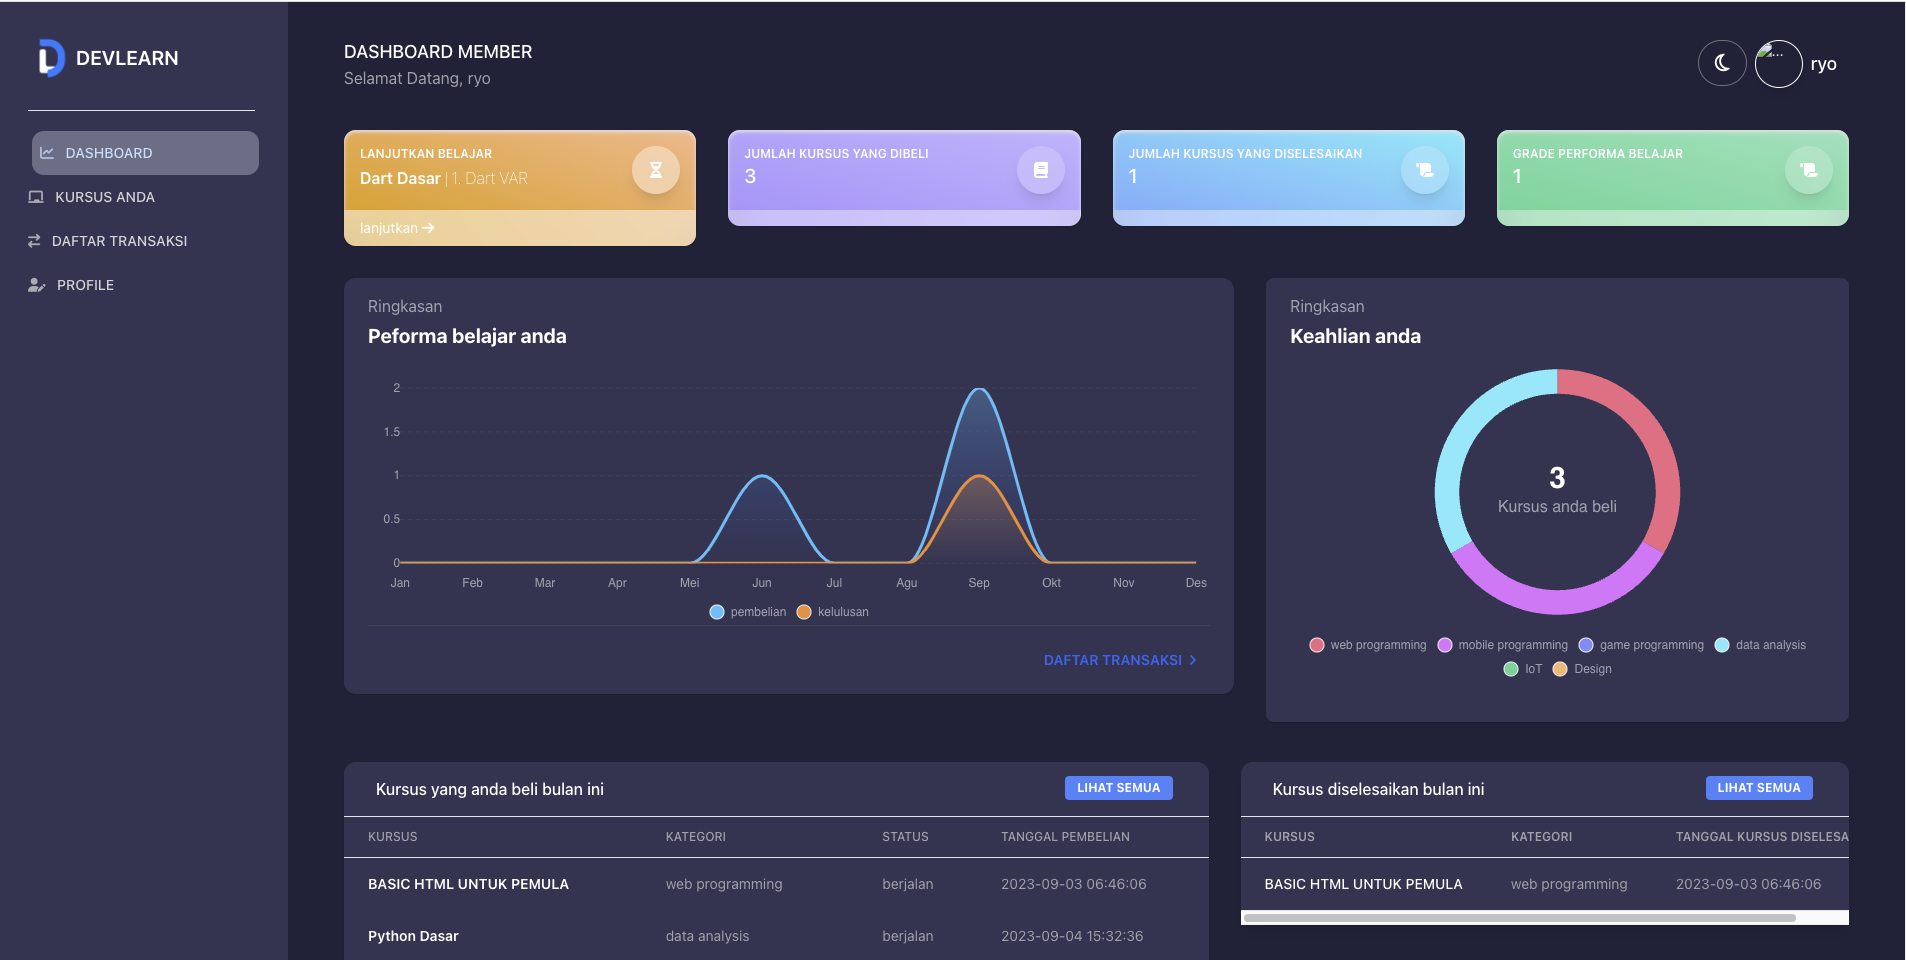 DEVLEARN
DASHBOARD
KURSUS ANDA
DAFTAR TRANSAKSI
PROFILE
DASHBOARD MEMBER
Selamat Datang, ryo
...
ryo
LANJUTKAN BELAJAR
Dart Dasar | 1. Dart VAR
lanjutkan
JUMLAH KURSUS YANG DIBELI
3
JUMLAH KURSUS YANG DISELESAIKAN
1
GRADE PERFORMA BELAJAR
1
Ringkasan
Peforma belajar anda
2
1.5
1
0.5
0
Jan Feb Mar Apr Mei Jun Jul Agu Sep Okt Nov Des
pembelian kelulusan
DAFTAR TRANSAKSI
Ringkasan
Keahlian anda
3
Kursus anda beli
web programming mobile programming game programming data analysis
IoT Design
Kursus yang anda beli bulan ini LIHAT SEMUA
KURSUS KATEGORI STATUS TANGGAL PEMBELIAN
BASIC HTML UNTUK PEMULA web programming berjalan 2023-09-03 06:46:06
Python Dasar data analysis berjalan 2023-09-04 15:32:36
Kursus diselesaikan bulan ini LIHAT SEMUA
KURSUS KATEGORI TANGGAL KURSUS DISELESA
BASIC HTML UNTUK PEMULA web programming 2023-09-03 06:46:06